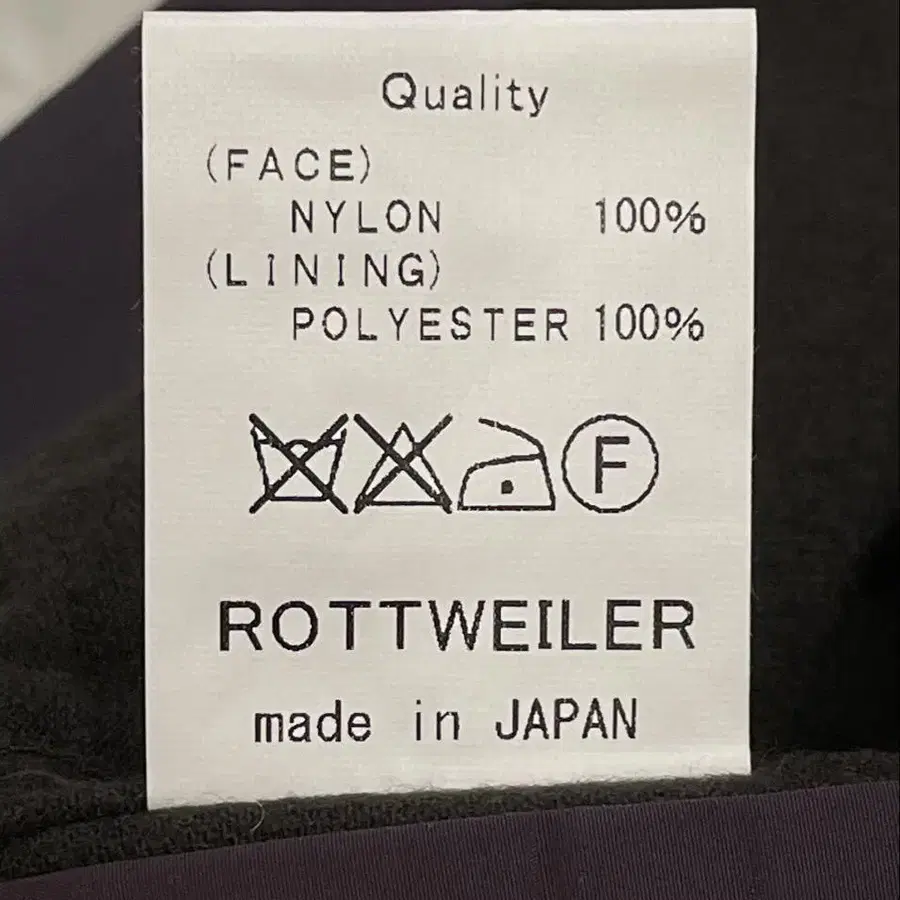 Quality
(FACE)
NYLON 100%
(LINING)
POLYESTER 100%
F
ROTTWEILER
made in JAPAN